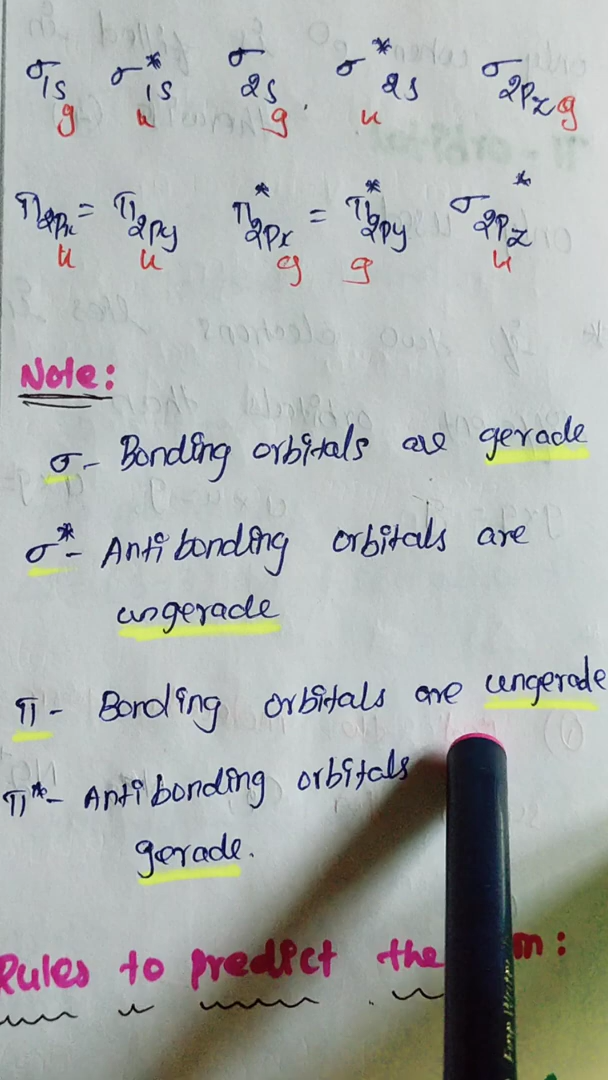 σ1s σ*1s σ2s σ*2s σ2pz
g u g u g
π2px = π2py π*2px = π*2py σ*2pz
u u g g u
Note:
σ - Bonding orbitals are gerade
σ* - Antibonding orbitals are
ungerade
π - Bonding orbitals are ungerade
π* - Antibonding orbitals
gerade.
Rules to predict the